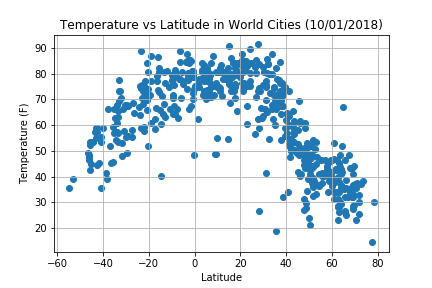 Temperature vs Latitude in World Cities (10/01/2018)
Temperature (F)
90
80
70
60
50
40
30
20
−60 −40 −20 0 20 40 60 80
Latitude